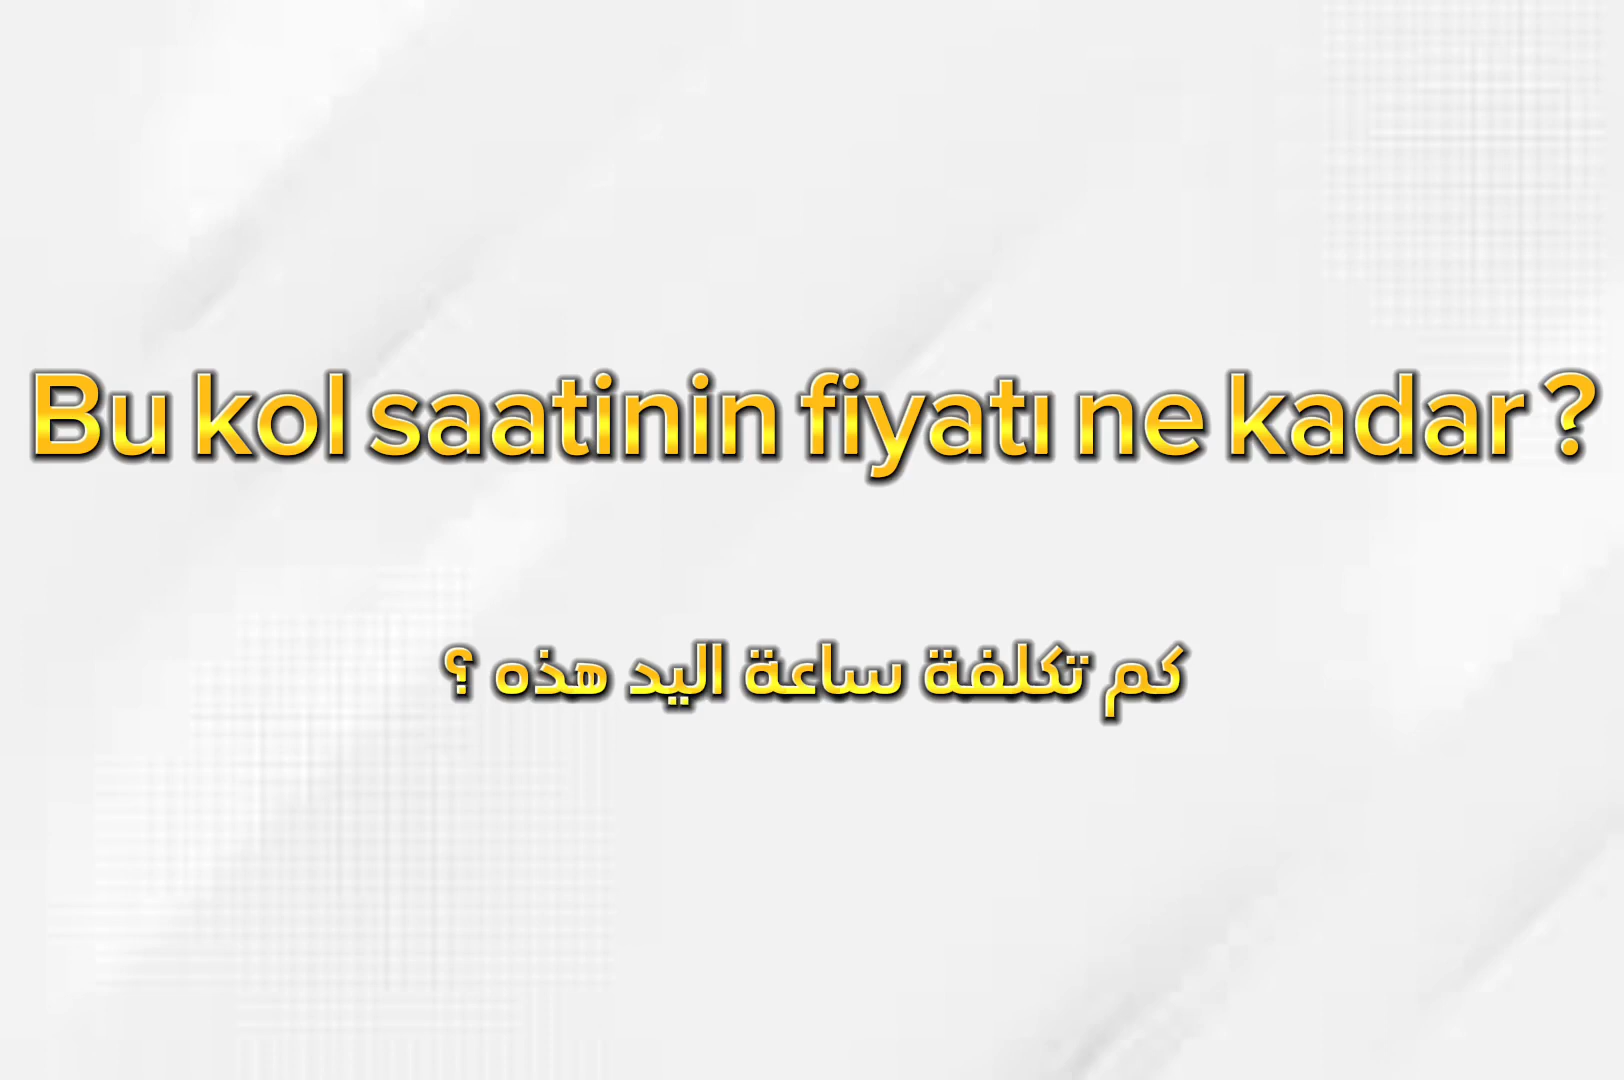 Bu kol saatinin fiyatı ne kadar ?
كم تكلفة ساعة اليد هذه ؟